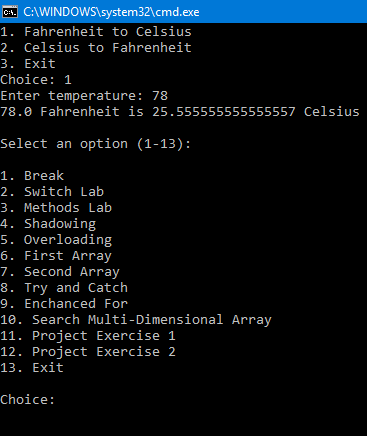 C:\WINDOWS\system32\cmd.exe
1. Fahrenheit to Celsius
2. Celsius to Fahrenheit
3. Exit
Choice: 1
Enter temperature: 78
78.0 Fahrenheit is 25.555555555555557 Celsius
Select an option (1-13):
1. Break
2. Switch Lab
3. Methods Lab
4. Shadowing
5. Overloading
6. First Array
7. Second Array
8. Try and Catch
9. Enchanced For
10. Search Multi-Dimensional Array
11. Project Exercise 1
12. Project Exercise 2
13. Exit
Choice: